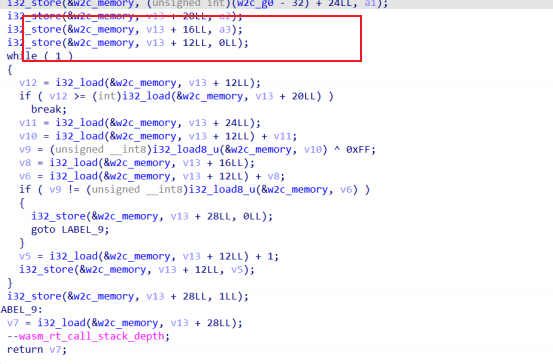 i32_store(&w2c_memory, (unsigned int)(w2c_g0 - 32) + 24LL, a1);
i32_store(&w2c_memory, v13 + 20LL, a2);
i32_store(&w2c_memory, v13 + 16LL, a3);
i32_store(&w2c_memory, v13 + 12LL, 0LL);
while ( 1 )
{
v12 = i32_load(&w2c_memory, v13 + 12LL);
if ( v12 >= (int)i32_load(&w2c_memory, v13 + 20LL) )
break;
v11 = i32_load(&w2c_memory, v13 + 24LL);
v10 = i32_load(&w2c_memory, v13 + 12LL) + v11;
v9 = (unsigned __int8)i32_load8_u(&w2c_memory, v10) ^ 0xFF;
v8 = i32_load(&w2c_memory, v13 + 16LL);
v6 = i32_load(&w2c_memory, v13 + 12LL) + v8;
if ( v9 != (unsigned __int8)i32_load8_u(&w2c_memory, v6) )
{
i32_store(&w2c_memory, v13 + 28LL, 0LL);
goto LABEL_9;
}
v5 = i32_load(&w2c_memory, v13 + 12LL) + 1;
i32_store(&w2c_memory, v13 + 12LL, v5);
}
i32_store(&w2c_memory, v13 + 28LL, 1LL);
ABEL_9:
v7 = i32_load(&w2c_memory, v13 + 28LL);
--wasm_rt_call_stack_depth;
return v7;